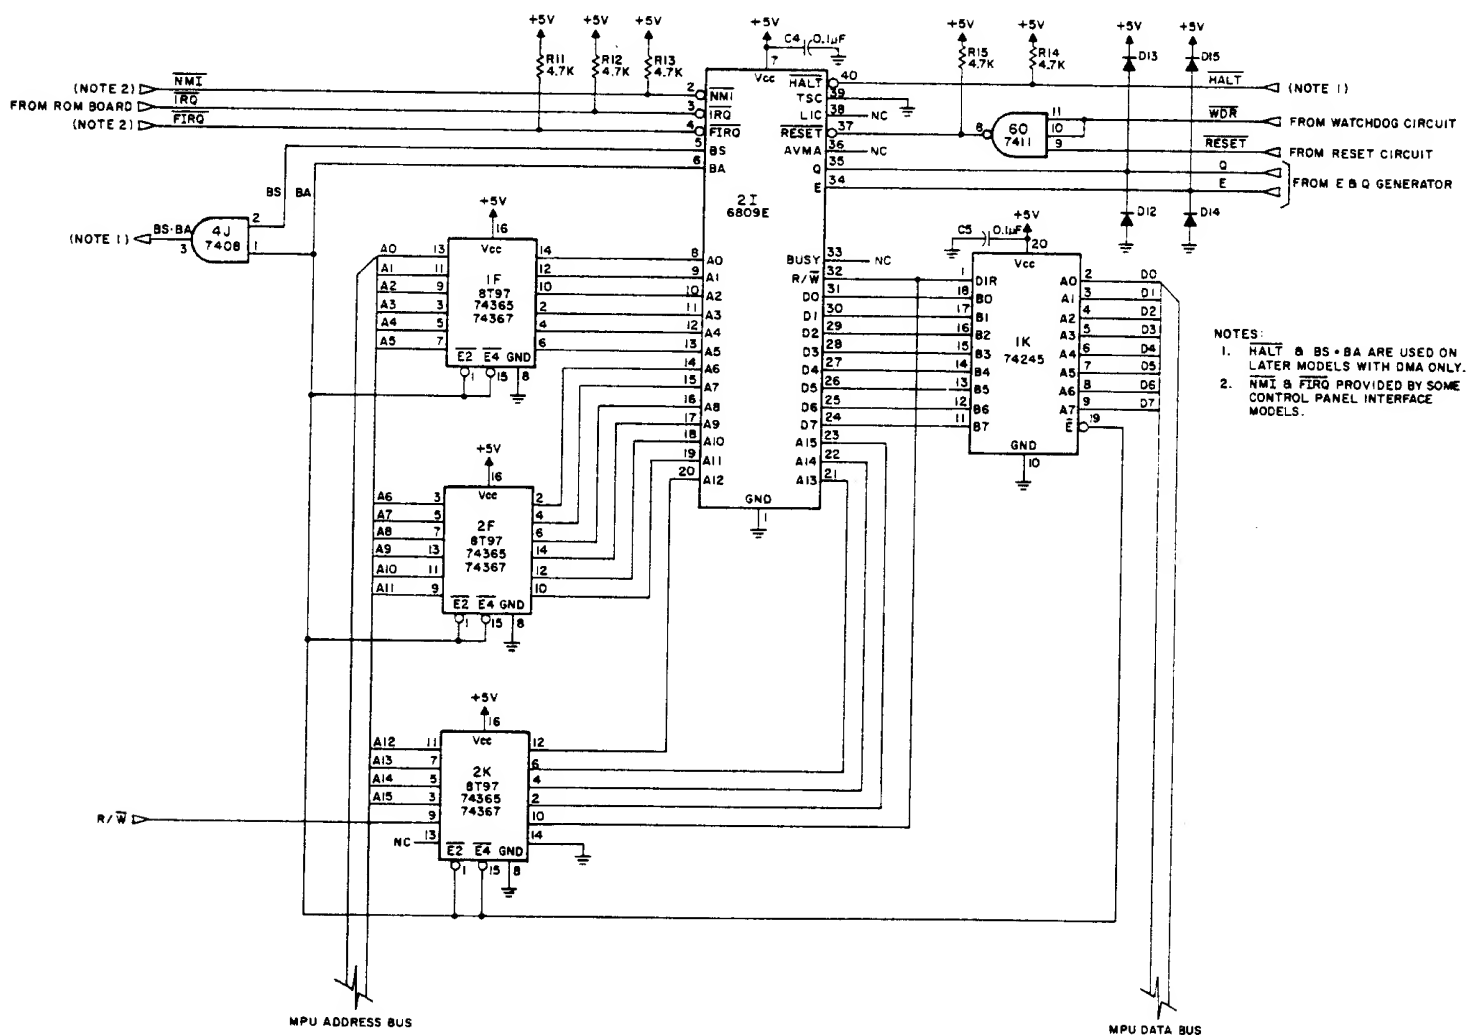 +5V +5V +5V +5V +5V +5V +5V +5V
C4 0.1µF
R11 4.7K
R12 4.7K
R13 4.7K
R15 4.7K
R14 4.7K
D13
D15
(NOTE 2) NMI
FROM ROM BOARD IRQ
(NOTE 2) FIRQ
2 NMI
3 IRQ
4 FIRQ
5 BS
6 BA
7 Vcc
2I
6809E
HALT 40
TSC 39
LIC 38 NC
RESET 37
AVMA 36 NC
Q 35
E 34
HALT (NOTE 1)
WDR FROM WATCHDOG CIRCUIT
RESET FROM RESET CIRCUIT
Q
E
FROM E & Q GENERATOR
8 60 7411 11 10 9
D12
D14
BS BA
(NOTE 1) BS·BA 3 4J 7408 2 1
+5V
16
Vcc
1F
8T97
74365
74367
A0 13 14
A1 11 12
A2 9 10
A3 3 2
A4 5 4
A5 7 6
E2 E4 GND
1 15 8
8 A0
9 A1
10 A2
11 A3
12 A4
13 A5
14 A6
15 A7
16 A8
17 A9
18 A10
19 A11
20 A12
GND
1
BUSY 33 NC
R/W 32
D0 31
D1 30
D2 29
D3 28
D4 27
D5 26
D6 25
D7 24
A15 23
A14 22
A13 21
C5 0.1µF
+5V
20
Vcc
1K
74245
1 DIR A0 2 D0
18 B0 A1 3 D1
17 B1 A2 4 D2
16 B2 A3 5 D3
15 B3 A4 6 D4
14 B4 A5 7 D5
13 B5 A6 8 D6
12 B6 A7 9 D7
11 B7 E 19
GND
10
NOTES:
1. HALT & BS • BA ARE USED ON
LATER MODELS WITH DMA ONLY.
2. NMI & FIRQ PROVIDED BY SOME
CONTROL PANEL INTERFACE
MODELS.
+5V
16
Vcc
2F
8T97
74365
74367
A6 3 2
A7 5 4
A8 7 6
A9 13 14
A10 11 12
A11 9 10
E2 E4 GND
1 15 8
+5V
16
Vcc
2K
8T97
74365
74367
A12 11 12
A13 7 6
A14 5 4
A15 3 2
R/W 9 10
NC 13 14
E2 E4 GND
1 15 8
MPU ADDRESS BUS
MPU DATA BUS